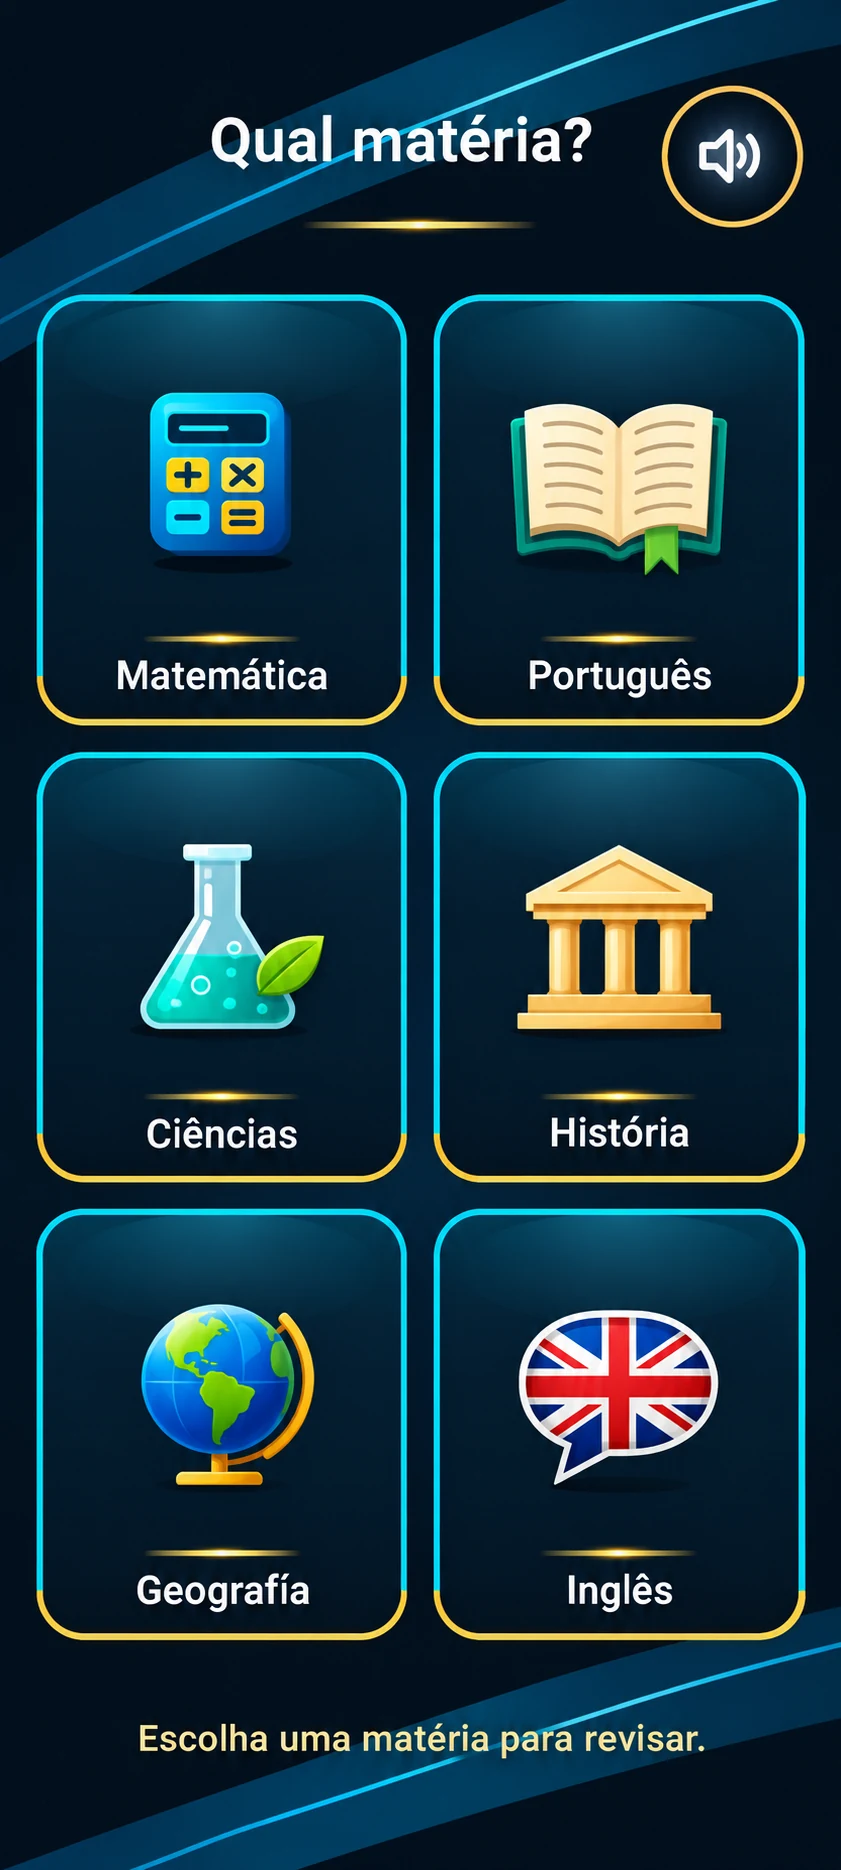 Qual matéria?
Matemática
Português
Ciências
História
Geografía
Inglês
Escolha uma matéria para revisar.